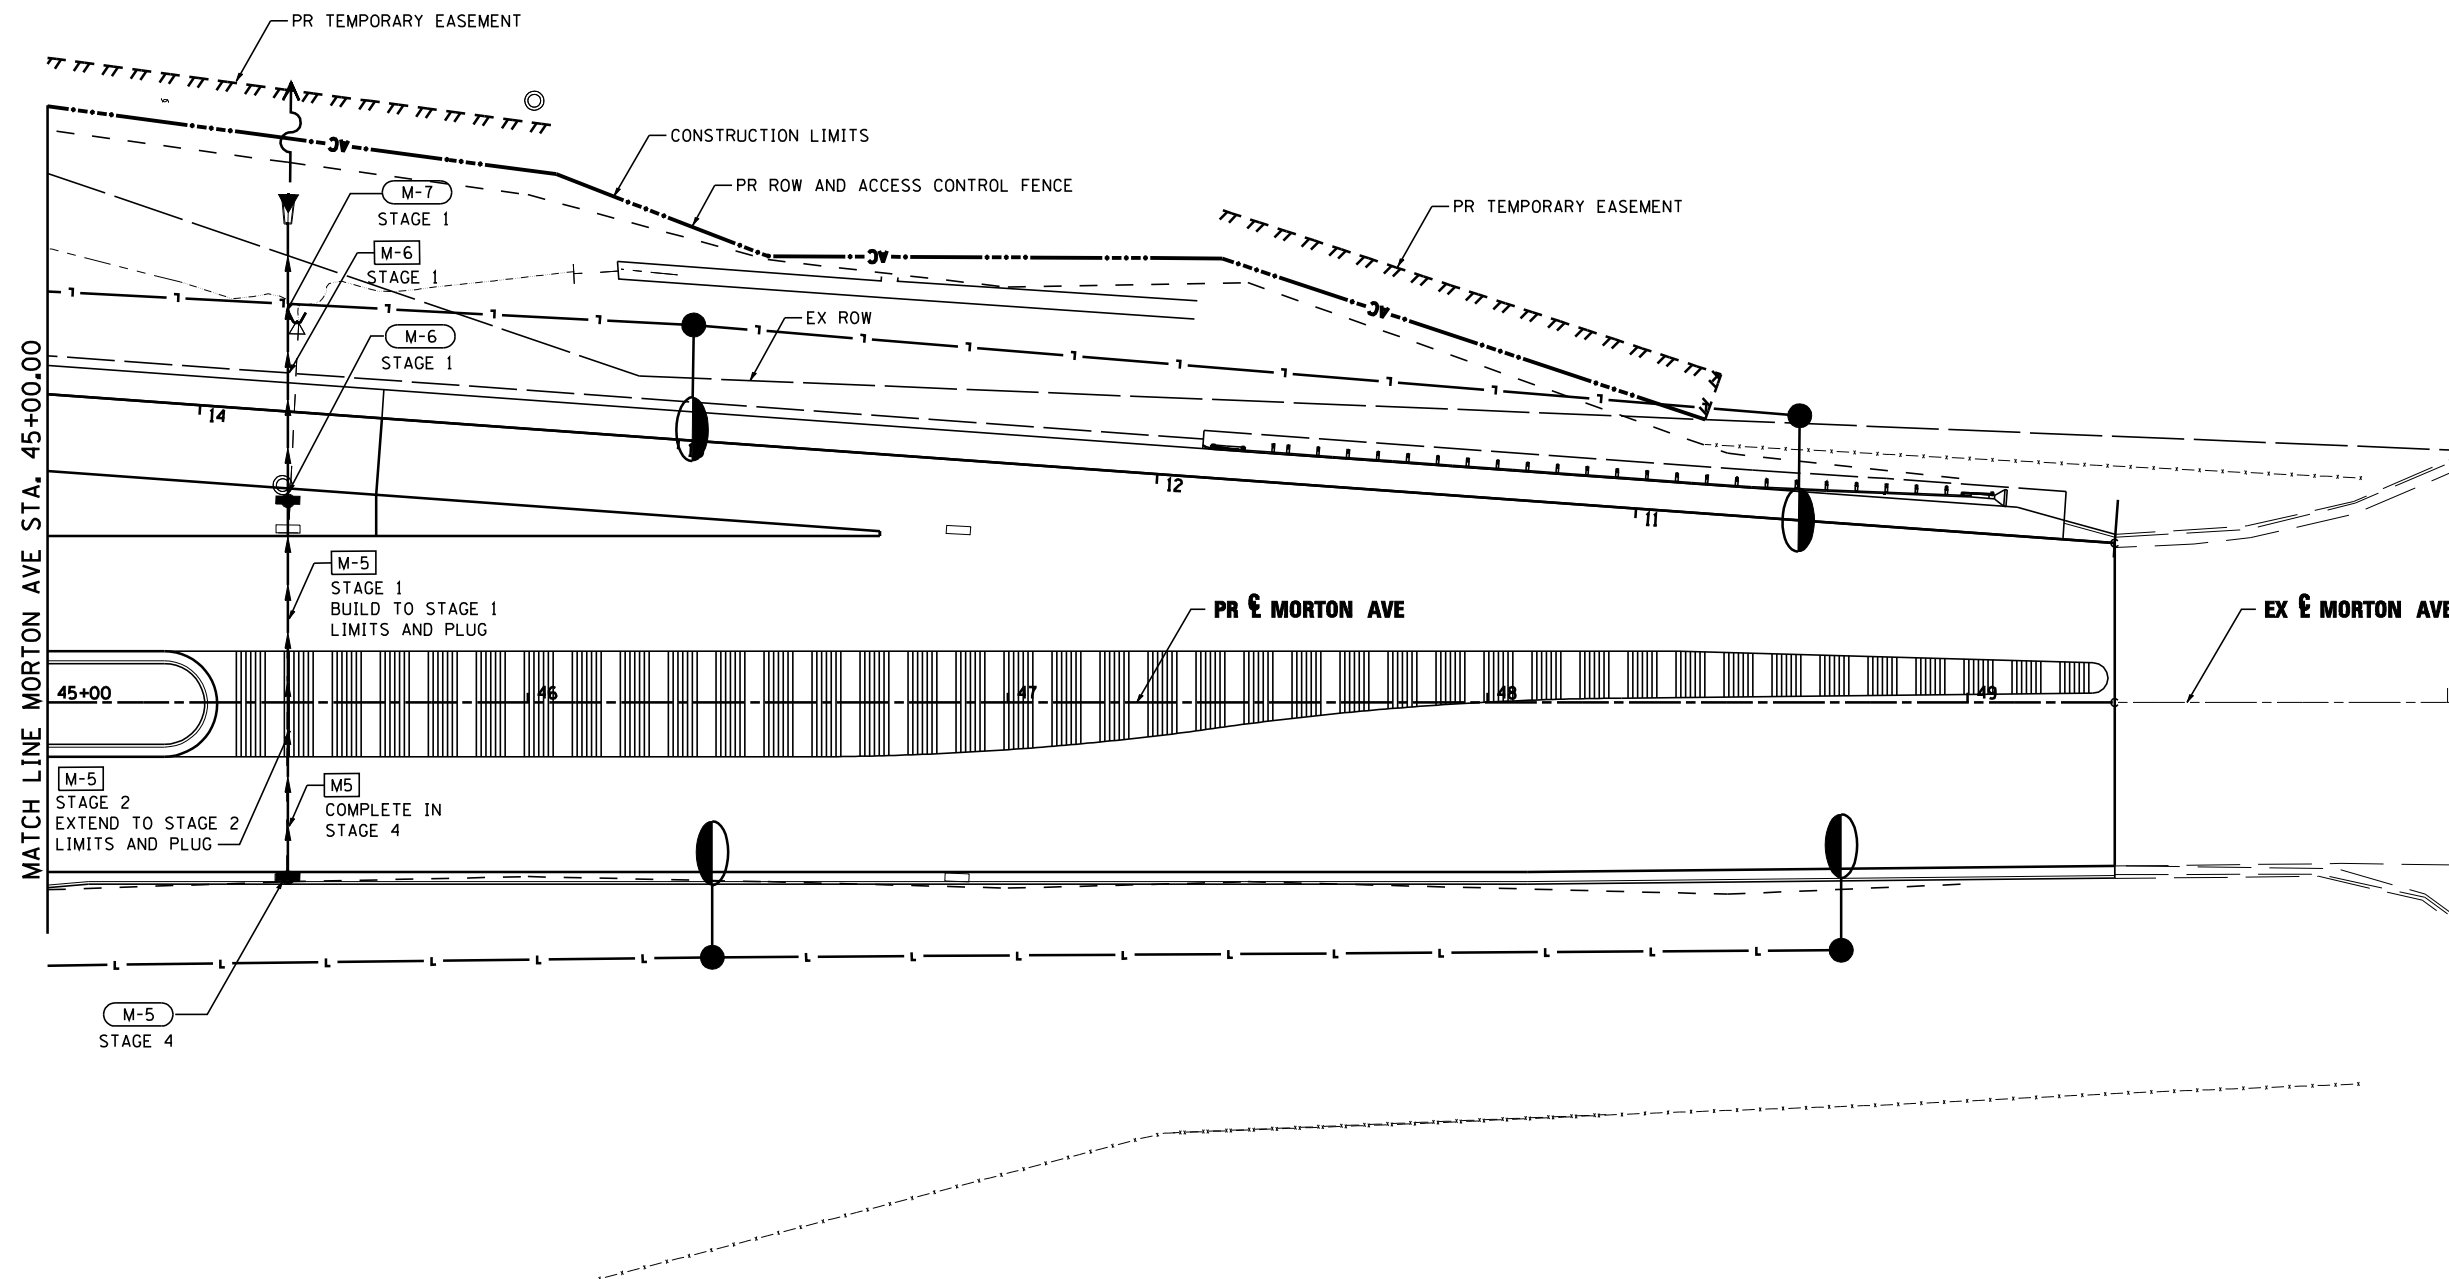 PR TEMPORARY EASEMENT
CONSTRUCTION LIMITS
PR ROW AND ACCESS CONTROL FENCE
PR TEMPORARY EASEMENT
AC
AC
AC
M-7
STAGE 1
M-6
STAGE 1
EX ROW
M-6
STAGE 1
14
12
11
MATCH LINE MORTON AVE STA. 45+00.00
M-5
STAGE 1
BUILD TO STAGE 1
LIMITS AND PLUG
PR ℄ MORTON AVE
EX ℄ MORTON AVE
45+00
46
47
48
49
M-5
STAGE 2
EXTEND TO STAGE 2
LIMITS AND PLUG
M5
COMPLETE IN
STAGE 4
M-5
STAGE 4